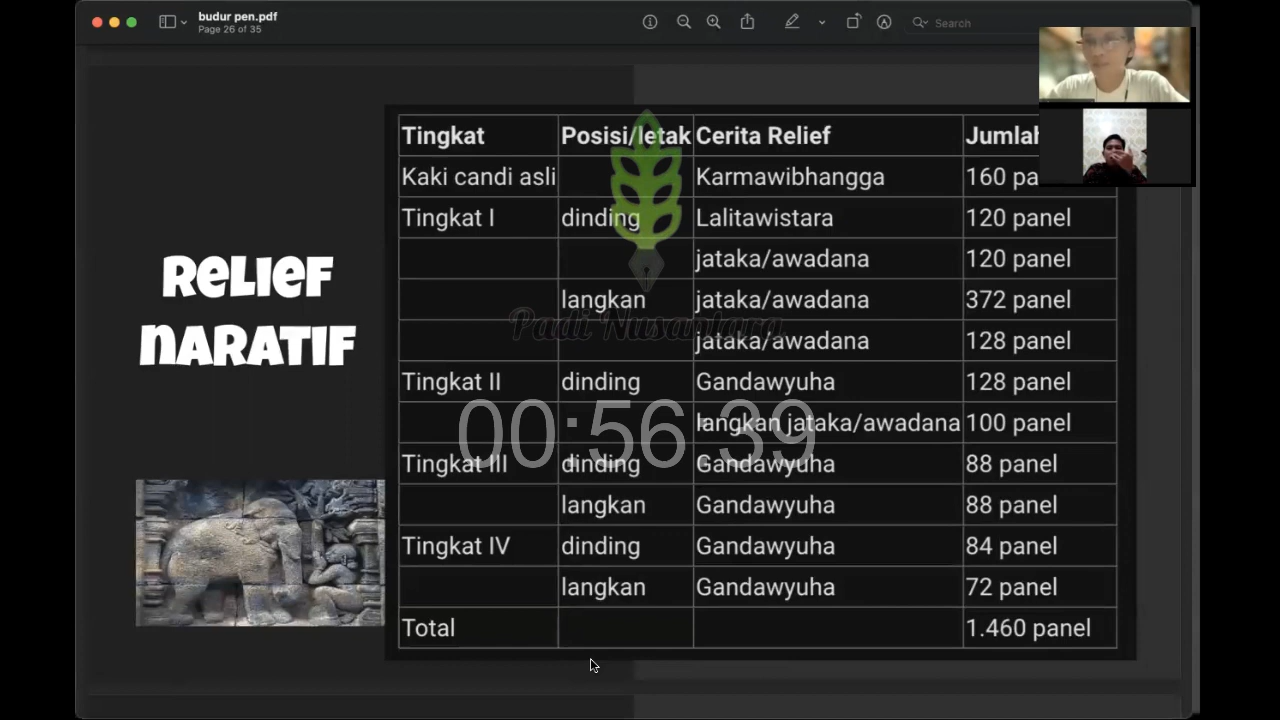 budur pen.pdf
Page 26 of 35
Search
RELIEF
NARATIF
Tingkat Posisi/letak Cerita Relief Jumlah
Kaki candi asli Karmawibhangga 160 pa
Tingkat I dinding Lalitawistara 120 panel
jataka/awadana 120 panel
langkan jataka/awadana 372 panel
Padi Nusantara
jataka/awadana 128 panel
Tingkat II dinding Gandawyuha 128 panel
langkan jataka/awadana 100 panel
00:56:39
Tingkat III dinding Gandawyuha 88 panel
langkan Gandawyuha 88 panel
Tingkat IV dinding Gandawyuha 84 panel
langkan Gandawyuha 72 panel
Total 1.460 panel